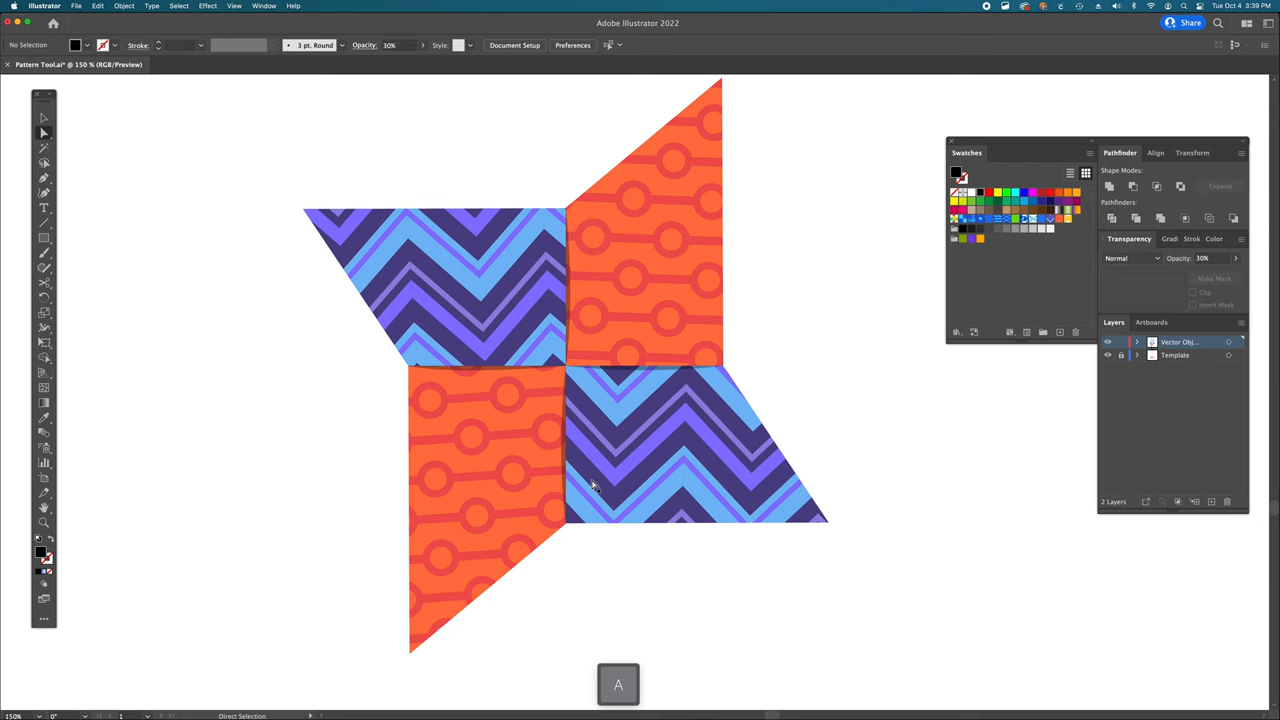 Illustrator File Edit Object Type Select Effect View Window Help Tue Oct 4 3:39 PM
Adobe Illustrator 2022
Share
No Selection Stroke: 3 pt. Round Opacity: 30% Style: Document Setup Preferences
Pattern Tool.ai* @ 150 % (RGB/Preview)
Swatches
Pathfinder Align Transform
Shape Modes:
Expand
Pathfinders:
Transparency Gradi Strok Color
Normal Opacity: 30%
Make Mask
Clip
Invert Mask
Layers Artboards
Vector Obj...
Template
2 Layers
A
150% 0° 1 Direct Selection